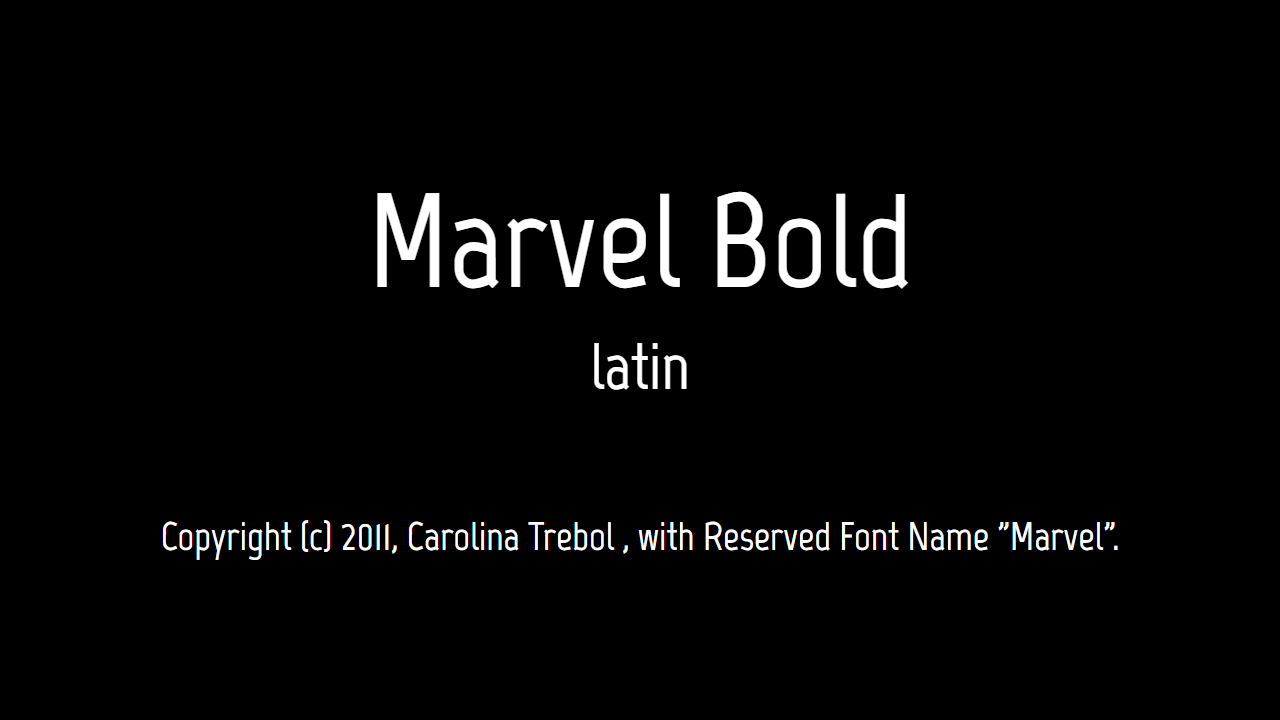 Marvel Bold
latin
Copyright (c) 2011, Carolina Trebol , with Reserved Font Name "Marvel".